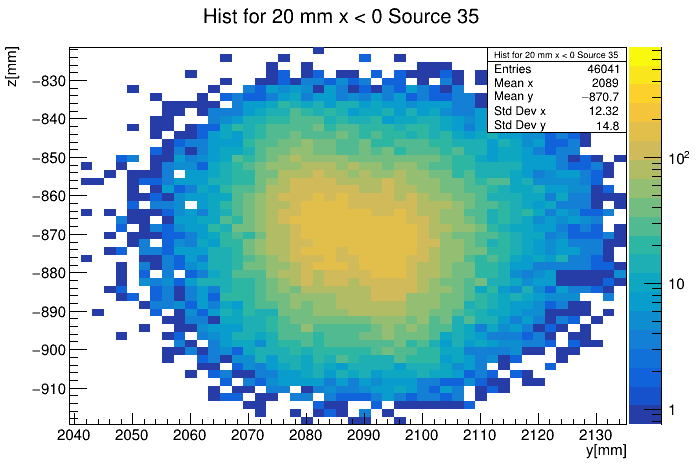 Hist for 20 mm x < 0 Source 35
z[mm]
Hist for 20 mm x < 0 Source 35
Entries 46041
Mean x 2089
Mean y −870.7
Std Dev x 12.32
Std Dev y 14.8
−830
−840
−850
−860
−870
−880
−890
−900
−910
10²
10
1
2040 2050 2060 2070 2080 2090 2100 2110 2120 2130
y[mm]